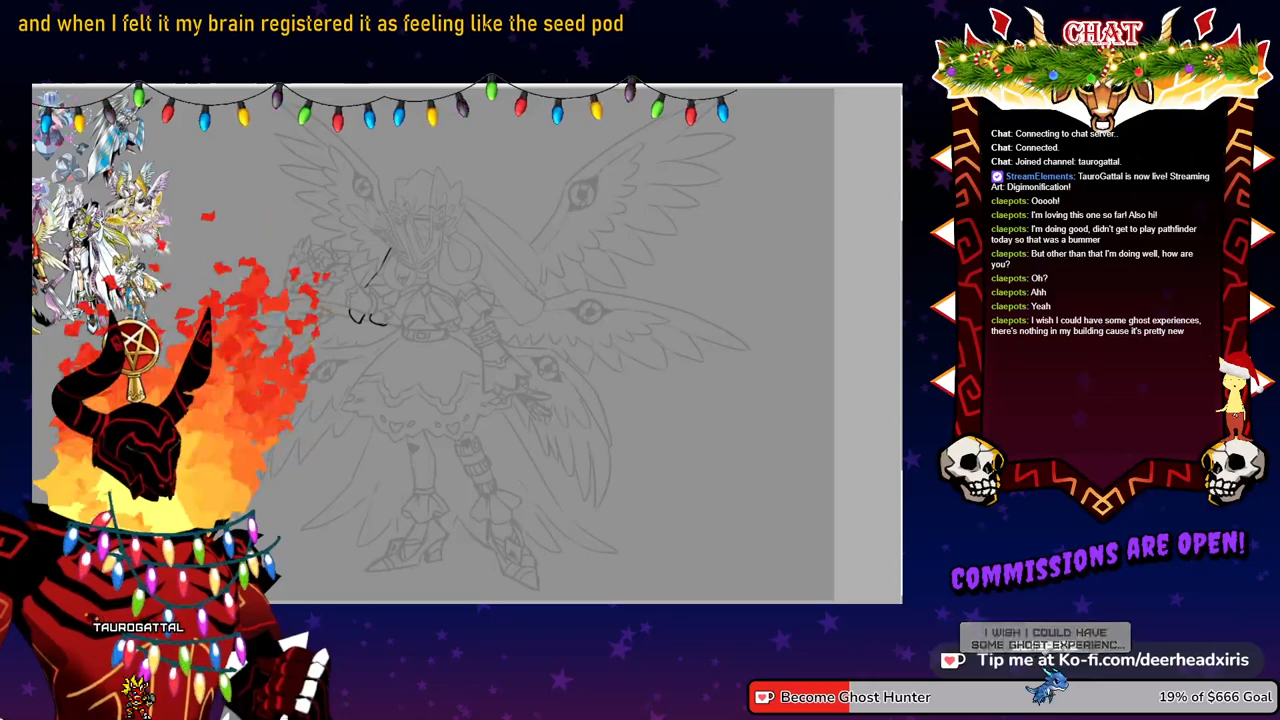 and when I felt it my brain registered it as feeling like the seed pod
CHAT
Chat: Connecting to chat server..
Chat: Connected.
Chat: Joined channel: taurogattal.
StreamElements: TauroGattal is now live! Streaming
Art: Digimonification!
claepots: Ooooh!
claepots: I'm loving this one so far! Also hi!
claepots: I'm doing good, didn't get to play pathfinder
today so that was a bummer
claepots: But other than that I'm doing well, how are
you?
claepots: Oh?
claepots: Ahh
claepots: Yeah
claepots: I wish I could have some ghost experiences,
there's nothing in my building cause it's pretty new
COMMISSIONS ARE OPEN!
TAUROGATTAL
I WISH I COULD HAVE
SOME GHOST EXPERIENC...
Tip me at Ko-fi.com/deerheadxiris
Become Ghost Hunter
19% of $666 Goal